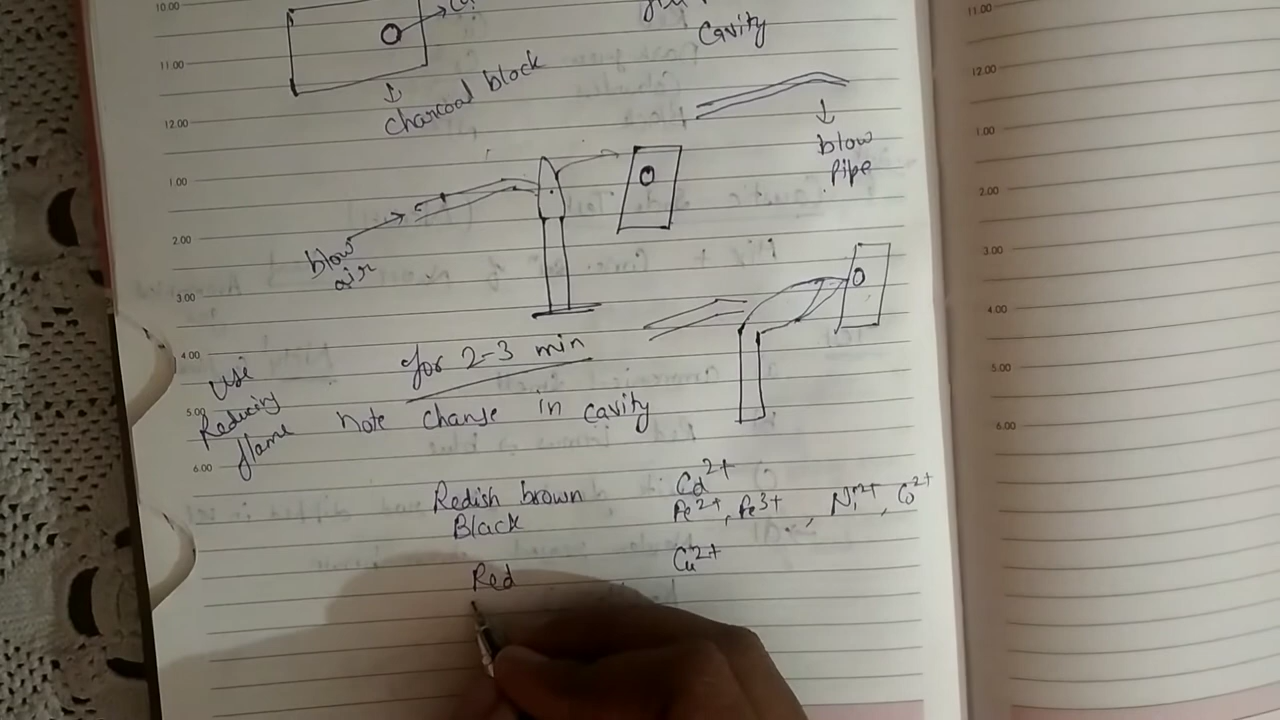 10.00
11.00
12.00
1.00
2.00
3.00
4.00
5.00
6.00
Cavity
charcoal block
blow
Pipe
blow
air
for 2-3 min
Use
Reducing
flame
note change in cavity
Redish brown Cd2+
Black Fe2+, Fe3+, Ni2+, Co2+
Red Cu2+
11.00
12.00
1.00
2.00
3.00
4.00
5.00
6.00